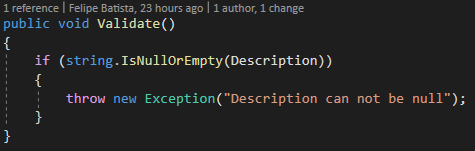 1 reference | Felipe Batista, 23 hours ago | 1 author, 1 change
public void Validate()
{
    if (string.IsNullOrEmpty(Description))
    {
        throw new Exception("Description can not be null");
    }
}